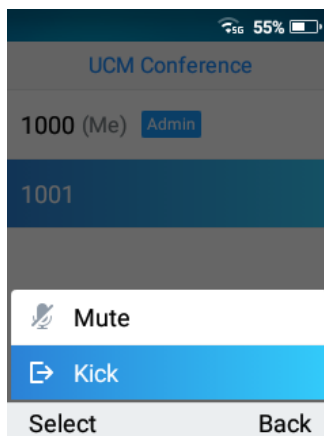 5G 55%
UCM Conference
1000 (Me) Admin
1001
Mute
Kick
Select Back